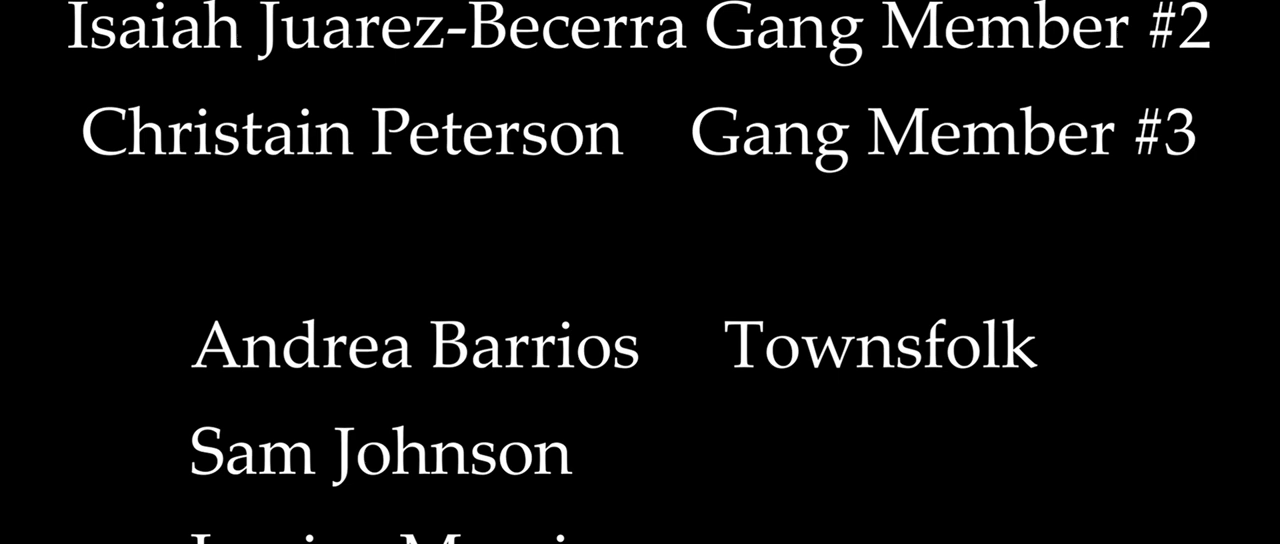 Isaiah Juarez-Becerra Gang Member #2
Christain Peterson Gang Member #3
Andrea Barrios Townsfolk
Sam Johnson